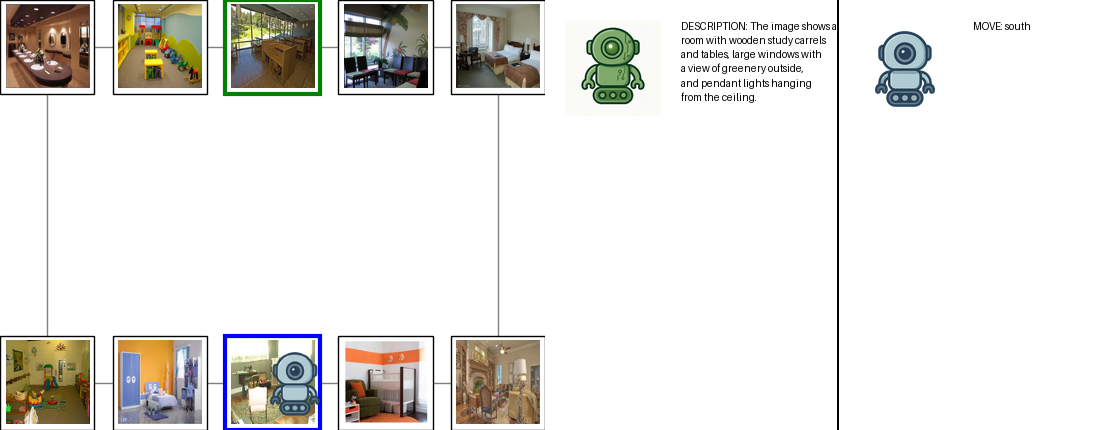 DESCRIPTION: The image shows a
room with wooden study carrels
and tables, large windows with
a view of greenery outside,
and pendant lights hanging
from the ceiling.
MOVE: south